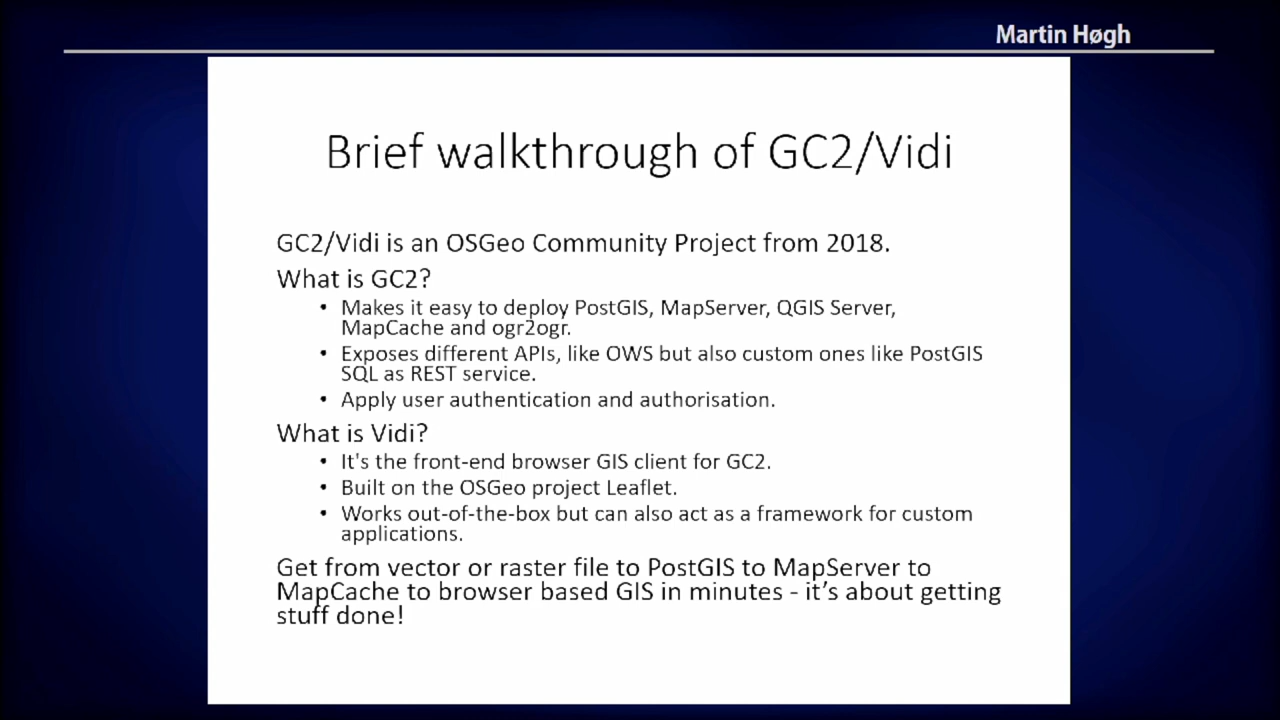 Martin Høgh
Brief walkthrough of GC2/Vidi
GC2/Vidi is an OSGeo Community Project from 2018.
What is GC2?
• Makes it easy to deploy PostGIS, MapServer, QGIS Server,
MapCache and ogr2ogr.
• Exposes different APIs, like OWS but also custom ones like PostGIS
SQL as REST service.
• Apply user authentication and authorisation.
What is Vidi?
• It's the front-end browser GIS client for GC2.
• Built on the OSGeo project Leaflet.
• Works out-of-the-box but can also act as a framework for custom
applications.
Get from vector or raster file to PostGIS to MapServer to
MapCache to browser based GIS in minutes - it’s about getting
stuff done!